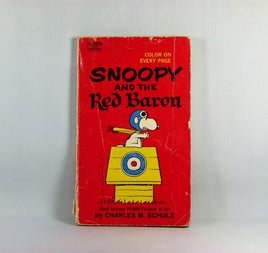 COLOR ON
EVERY PAGE
SNOOPY
AND THE
Red Baron
by CHARLES M. SCHULZ